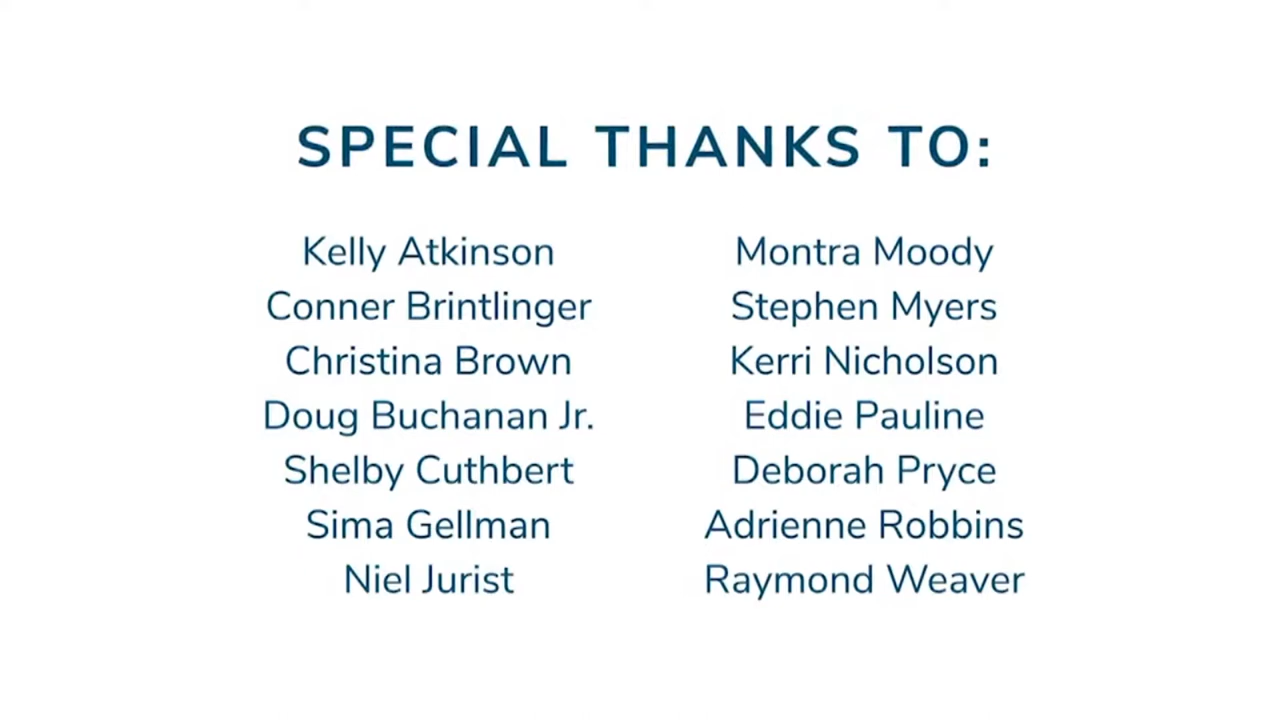 SPECIAL THANKS TO:
Kelly Atkinson
Conner Brintlinger
Christina Brown
Doug Buchanan Jr.
Shelby Cuthbert
Sima Gellman
Niel Jurist
Montra Moody
Stephen Myers
Kerri Nicholson
Eddie Pauline
Deborah Pryce
Adrienne Robbins
Raymond Weaver